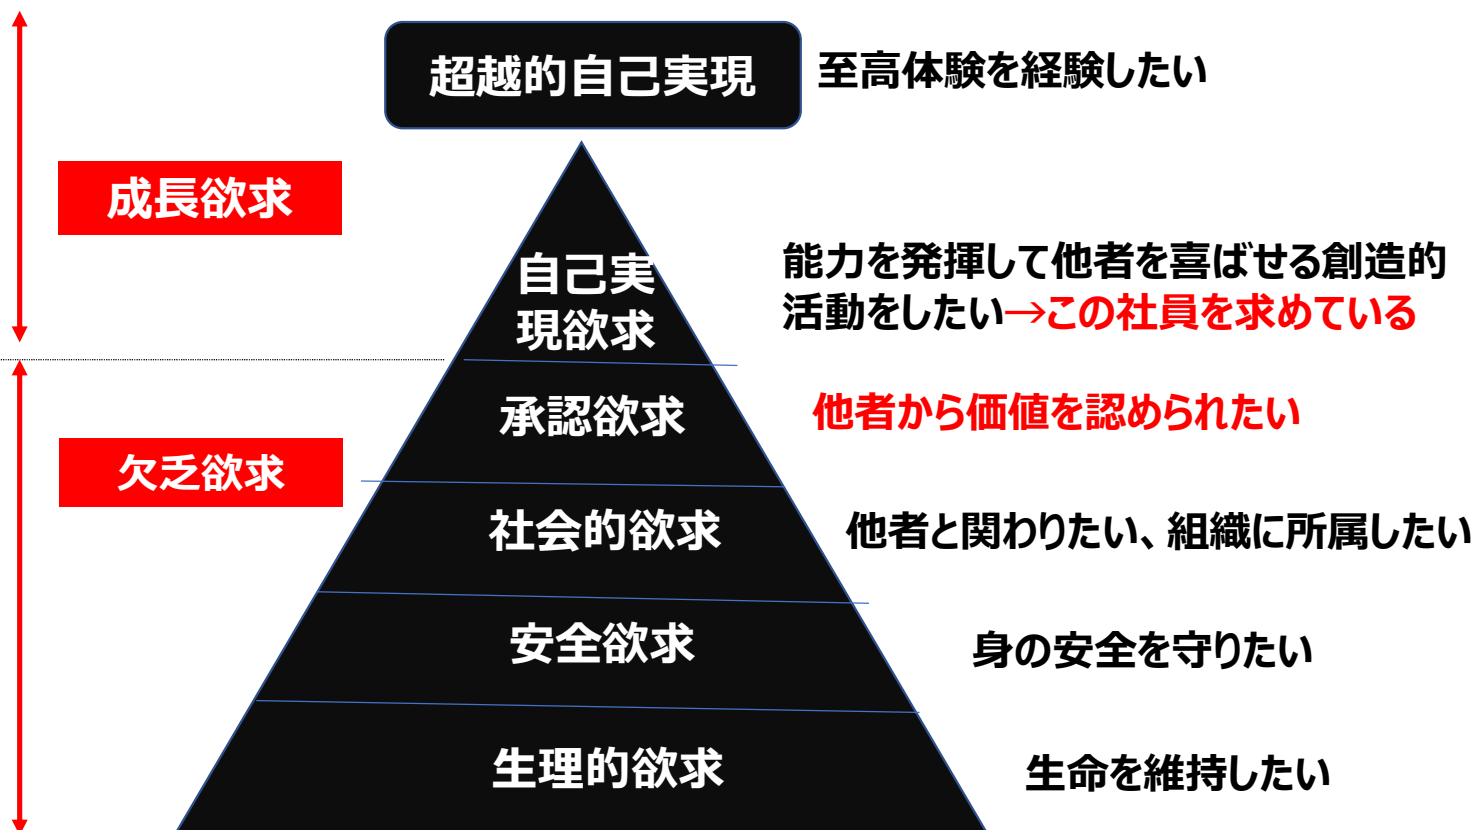 超越的自己実現
至高体験を経験したい
成長欲求
自己実
現欲求
能力を発揮して他者を喜ばせる創造的
活動をしたい→この社員を求めている
承認欲求
他者から価値を認められたい
欠乏欲求
社会的欲求
他者と関わりたい、組織に所属したい
安全欲求
身の安全を守りたい
生理的欲求
生命を維持したい